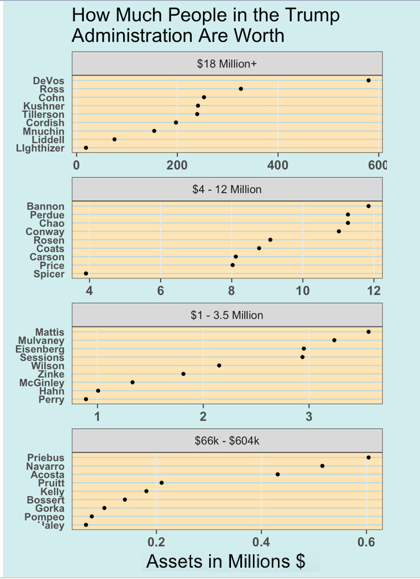 How Much People in the Trump
Administration Are Worth
$18 Million+
DeVos
Ross
Cohn
Kushner
Tillerson
Cordish
Mnuchin
Liddell
LIghthizer
0 200 400 600
$4 - 12 Million
Bannon
Perdue
Chao
Conway
Rosen
Coats
Carson
Price
Spicer
4 6 8 10 12
$1 - 3.5 Million
Mattis
Mulvaney
Eisenberg
Sessions
Wilson
Zinke
McGinley
Hahn
Perry
1 2 3
$66k - $604k
Priebus
Navarro
Acosta
Pruitt
Kelly
Bossert
Gorka
Pompeo
0.2 0.4 0.6
Assets in Millions $